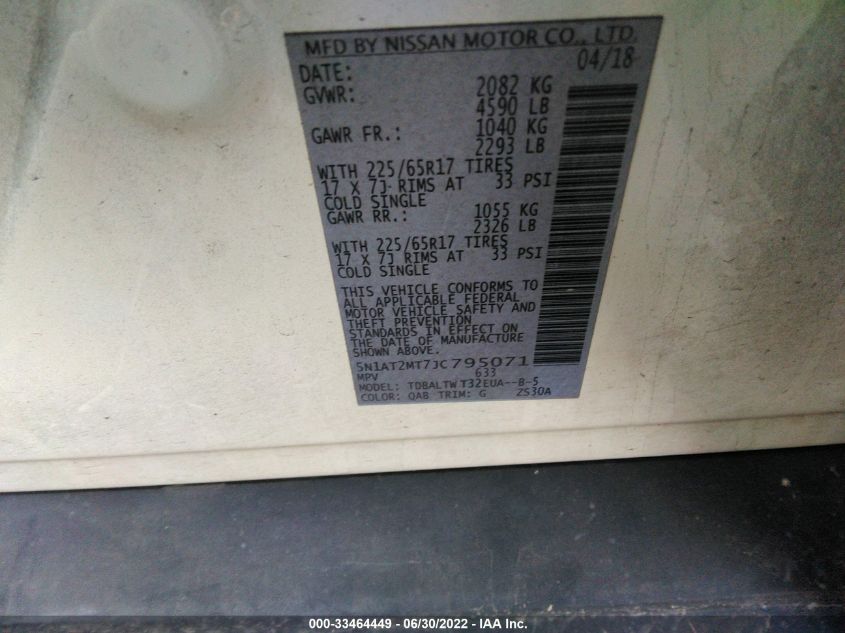 MFD BY NISSAN MOTOR CO., LTD.
DATE: 04/18
GVWR: 2082 KG
4590 LB
GAWR FR.: 1040 KG
2293 LB
WITH 225/65R17 TIRES
17 X 7J RIMS AT 33 PSI
COLD SINGLE
GAWR RR.: 1055 KG
2326 LB
WITH 225/65R17 TIRES
17 X 7J RIMS AT 33 PSI
COLD SINGLE
THIS VEHICLE CONFORMS TO
ALL APPLICABLE FEDERAL
MOTOR VEHICLE SAFETY AND
THEFT PREVENTION
STANDARDS IN EFFECT ON
THE DATE OF MANUFACTURE
SHOWN ABOVE.
5N1AT2MT7JC795071
MPV 633
MODEL: TDBALTW T32EUA--B-5
COLOR: QAB TRIM: G ZS30A
000-33464449 - 06/30/2022 - IAA Inc.